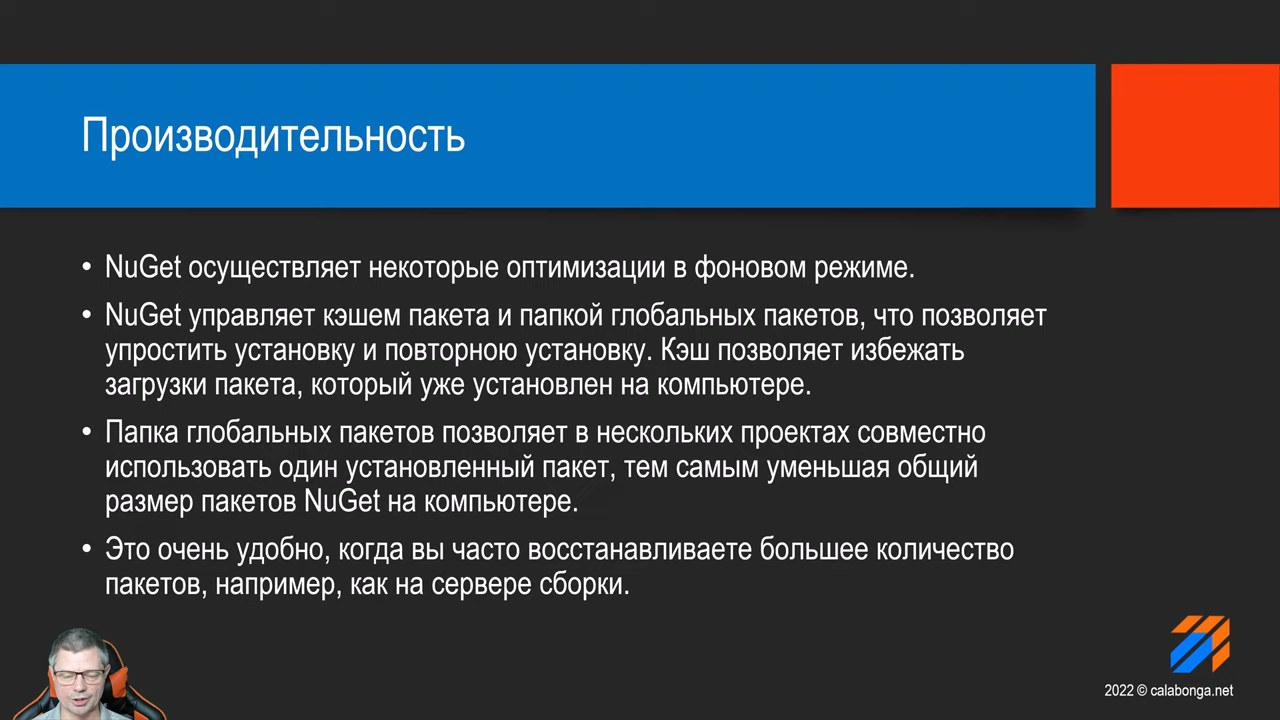 Производительность
• NuGet осуществляет некоторые оптимизации в фоновом режиме.
• NuGet управляет кэшем пакета и папкой глобальных пакетов, что позволяет
упростить установку и повторною установку. Кэш позволяет избежать
загрузки пакета, который уже установлен на компьютере.
• Папка глобальных пакетов позволяет в нескольких проектах совместно
использовать один установленный пакет, тем самым уменьшая общий
размер пакетов NuGet на компьютере.
• Это очень удобно, когда вы часто восстанавливаете большее количество
пакетов, например, как на сервере сборки.
2022 © calabonga.net